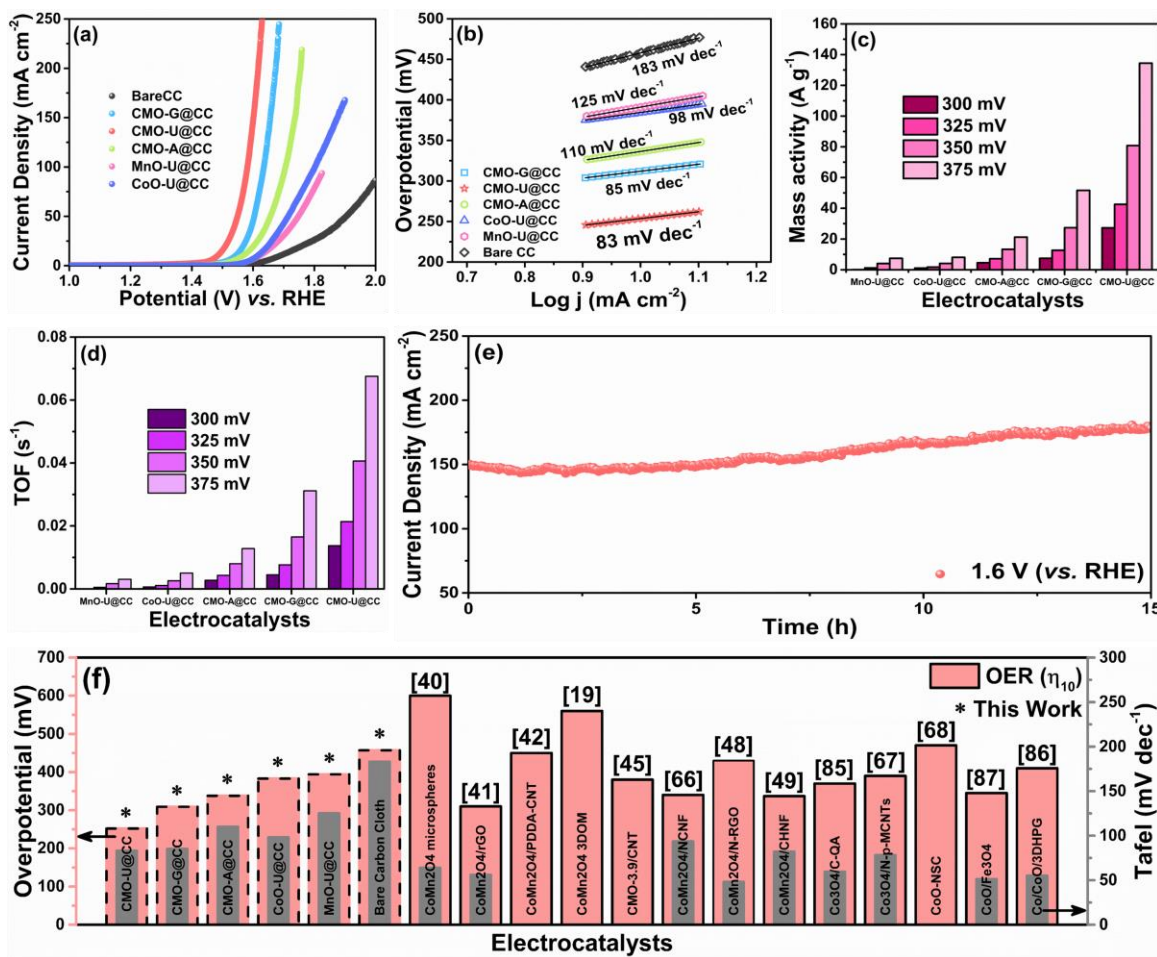 (a)
250
200
150
100
50
0
Current Density (mA cm⁻²)
BareCC
CMO-G@CC
CMO-U@CC
CMO-A@CC
MnO-U@CC
CoO-U@CC
1.0 1.2 1.4 1.6 1.8 2.0
Potential (V) vs. RHE
(b)
500
450
400
350
300
250
200
Overpotential (mV)
183 mV dec⁻¹
125 mV dec⁻¹
98 mV dec⁻¹
110 mV dec⁻¹
85 mV dec⁻¹
83 mV dec⁻¹
CMO-G@CC
CMO-U@CC
CMO-A@CC
CoO-U@CC
MnO-U@CC
Bare CC
0.7 0.8 0.9 1.0 1.1 1.2
Log j (mA cm⁻²)
(c)
160
140
120
100
80
60
40
20
0
Mass activity (A g⁻¹)
300 mV
325 mV
350 mV
375 mV
MnO-U@CC CoO-U@CC CMO-A@CC CMO-G@CC CMO-U@CC
Electrocatalysts
(d)
0.08
0.06
0.04
0.02
0.00
TOF (s⁻¹)
300 mV
325 mV
350 mV
375 mV
MnO-U@CC CoO-U@CC CMO-A@CC CMO-G@CC CMO-U@CC
Electrocatalysts
(e)
250
200
150
100
50
Current Density (mA cm⁻²)
1.6 V (vs. RHE)
0 5 10 15
Time (h)
(f)
700
600
500
400
300
200
100
0
Overpotential (mV)
OER (η₁₀)
* This Work
* * * * * *
[40] [41] [42] [19] [45] [66] [48] [49] [85] [67] [68] [87] [86]
CMO-U@CC
CMO-G@CC
CMO-A@CC
CoO-U@CC
MnO-U@CC
Bare Carbon Cloth
CoMn2O4 microspheres
CoMn2O4/rGO
CoMn2O4/PDDA-CNT
CoMn2O4 3DOM
CMO-3.9/CNT
CoMn2O4/NCNF
CoMn2O4/N-RGO
CoMn2O4/CHNF
Co3O4/C-QA
Co3O4/N-p-MCNTs
CoO-NSC
CoO/Fe3O4
Co/CoO/3DHPG
300
250
200
150
100
50
0
Tafel (mV dec⁻¹)
Electrocatalysts